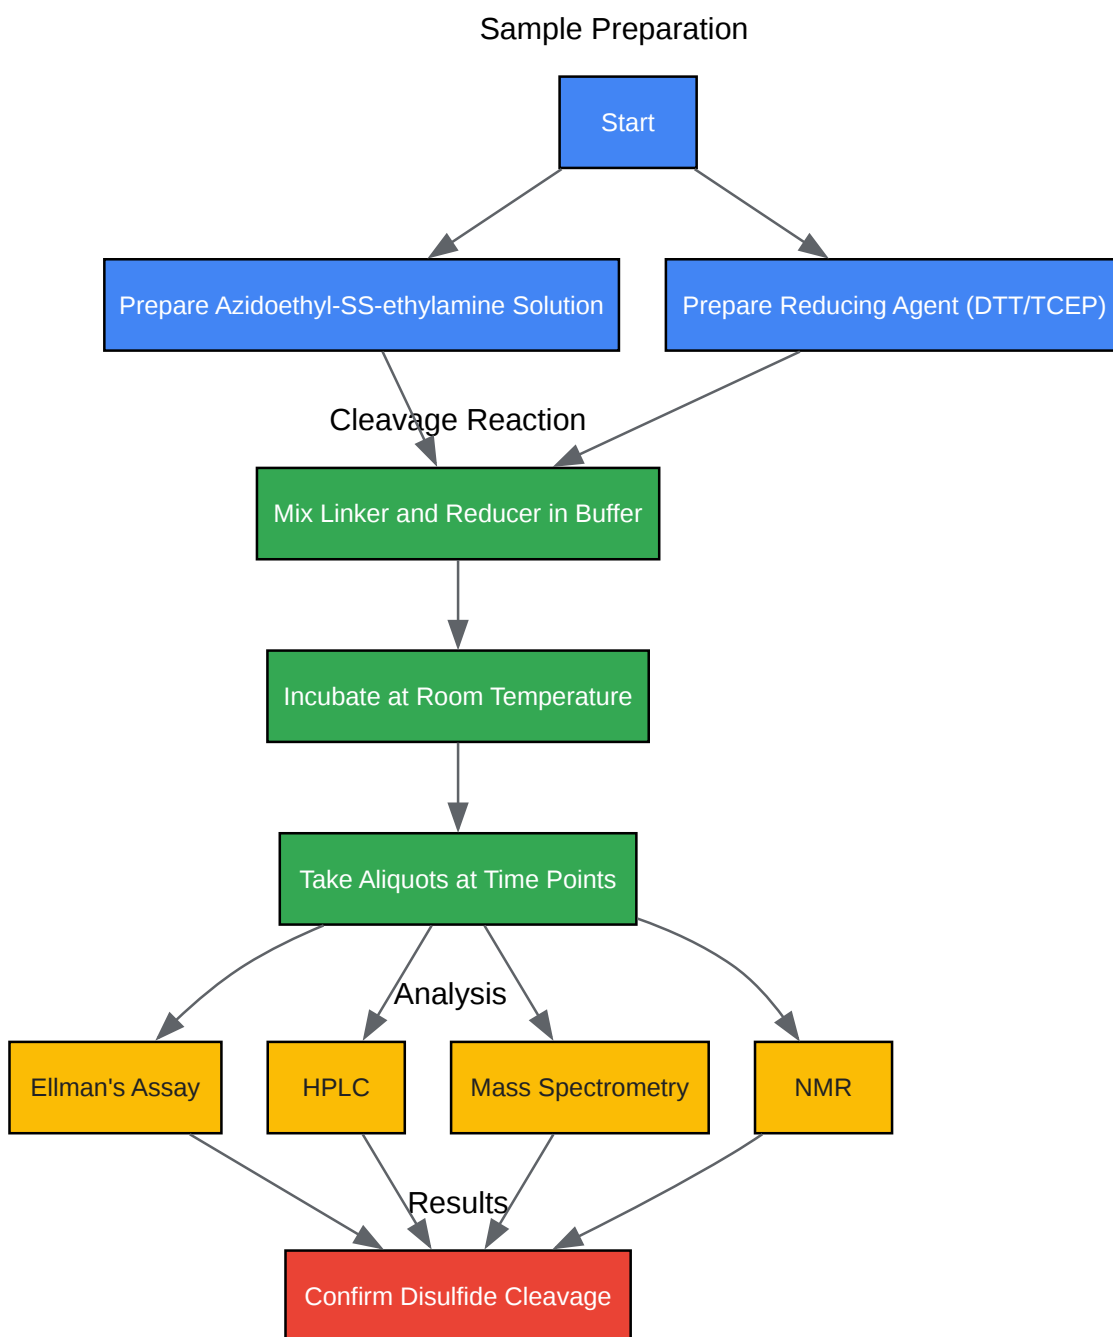 Sample Preparation
Start
Prepare Azidoethyl-SS-ethylamine Solution
Prepare Reducing Agent (DTT/TCEP)
Cleavage Reaction
Mix Linker and Reducer in Buffer
Incubate at Room Temperature
Take Aliquots at Time Points
Analysis
Ellman's Assay
HPLC
Mass Spectrometry
NMR
Results
Confirm Disulfide Cleavage